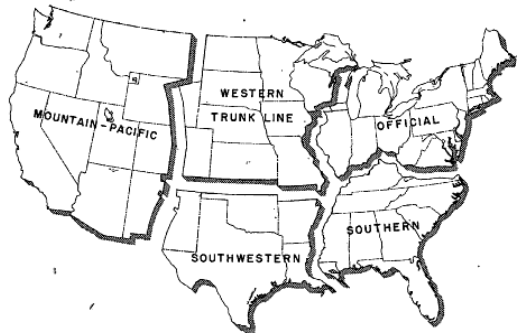 WESTERN
TRUNK LINE
MOUNTAIN-PACIFIC
OFFICIAL
SOUTHWESTERN
SOUTHERN